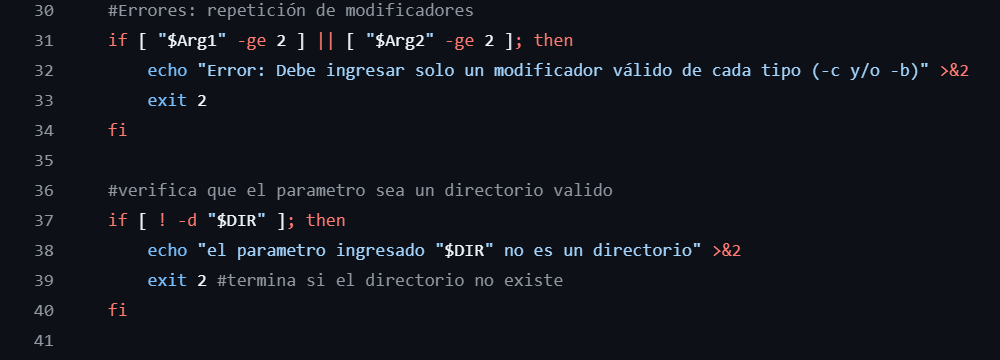 30 #Errores: repetición de modificadores
31 if [ "$Arg1" -ge 2 ] || [ "$Arg2" -ge 2 ]; then
32 echo "Error: Debe ingresar solo un modificador válido de cada tipo (-c y/o -b)" >&2
33 exit 2
34 fi
35
36 #verifica que el parametro sea un directorio valido
37 if [ ! -d "$DIR" ]; then
38 echo "el parametro ingresado "$DIR" no es un directorio" >&2
39 exit 2 #termina si el directorio no existe
40 fi
41